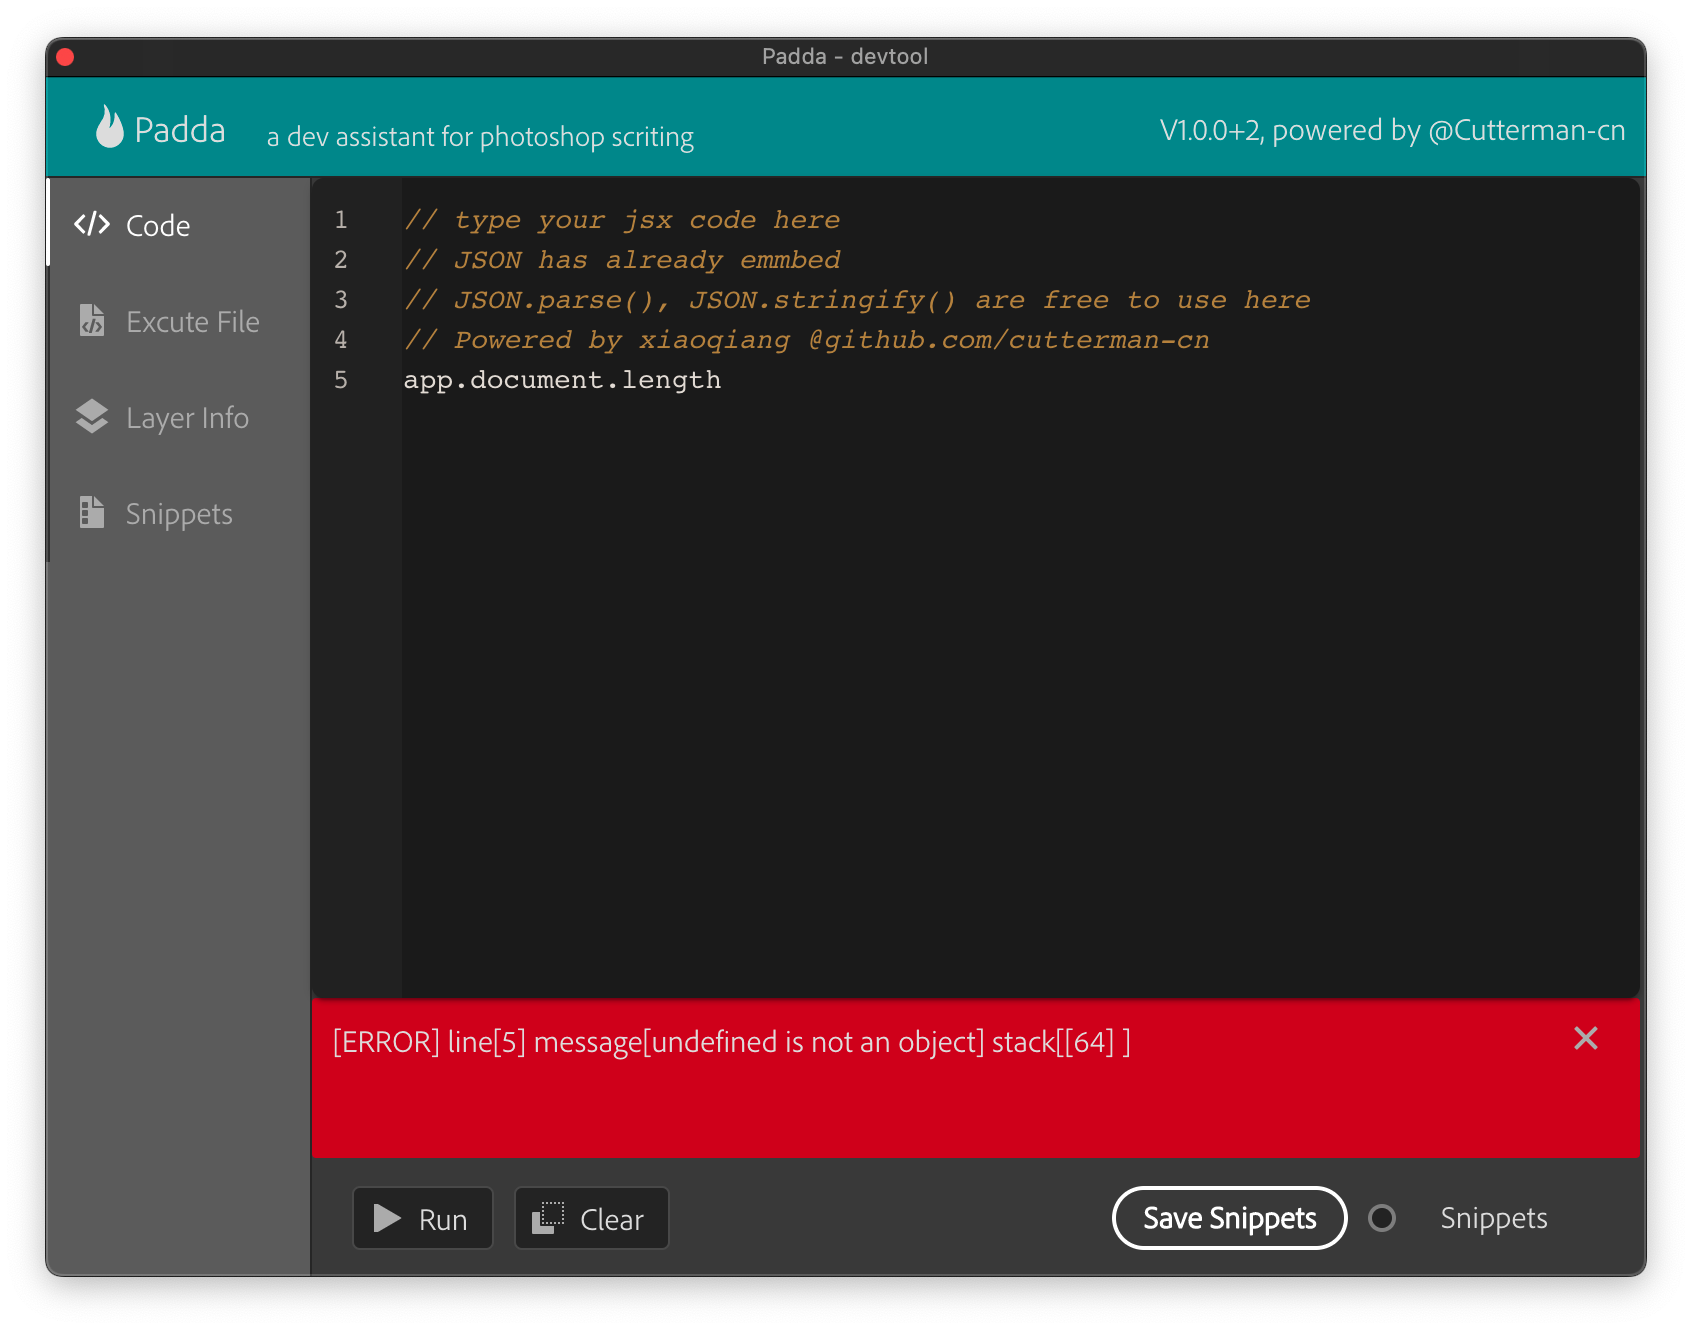 Padda - devtool
Padda
a dev assistant for photoshop scriting
V1.0.0+2, powered by @Cutterman-cn
Code
Excute File
Layer Info
Snippets
1 // type your jsx code here
2 // JSON has already emmbed
3 // JSON.parse(), JSON.stringify() are free to use here
4 // Powered by xiaoqiang @github.com/cutterman-cn
5 app.document.length
[ERROR] line[5] message[undefined is not an object] stack[[64] ]
Run
Clear
Save Snippets
Snippets